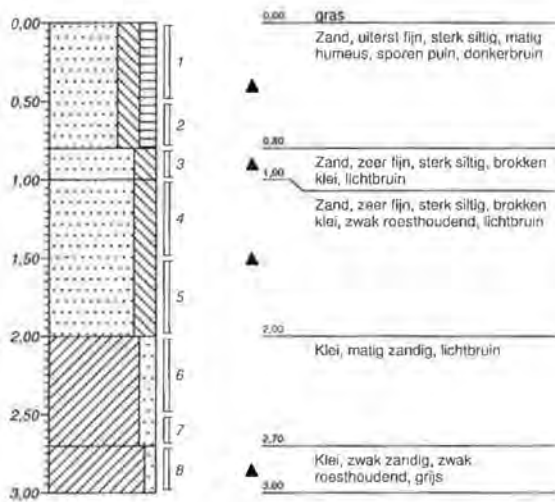 0,00
0,50
1,00
1,50
2,00
2,50
3,00
1
2
3
4
5
6
7
8
0,00 gras
Zand, uiterst fijn, sterk siltig, matig
humeus, sporen puin, donkerbruin
0,80
Zand, zeer fijn, sterk siltig, brokken
klei, lichtbruin
1,00
Zand, zeer fijn, sterk siltig, brokken
klei, zwak roesthoudend, lichtbruin
2,00
Klei, matig zandig, lichtbruin
2,70
Klei, zwak zandig, zwak
roesthoudend, grijs
3,00